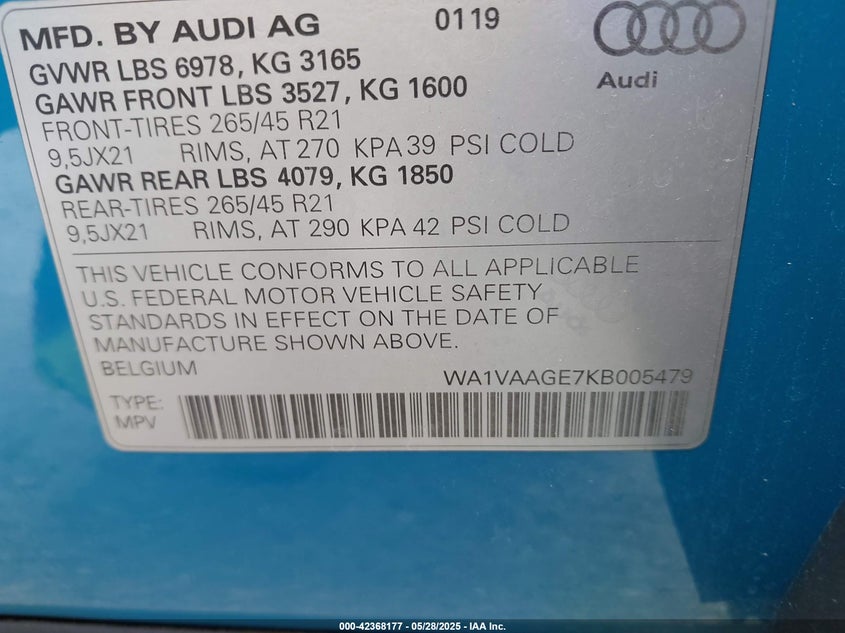 MFD. BY AUDI AG 0119
GVWR LBS 6978, KG 3165
Audi
GAWR FRONT LBS 3527, KG 1600
FRONT-TIRES 265/45 R21
9,5JX21 RIMS, AT 270 KPA 39 PSI COLD
GAWR REAR LBS 4079, KG 1850
REAR-TIRES 265/45 R21
9,5JX21 RIMS, AT 290 KPA 42 PSI COLD
THIS VEHICLE CONFORMS TO ALL APPLICABLE
U.S. FEDERAL MOTOR VEHICLE SAFETY
STANDARDS IN EFFECT ON THE DATE OF
MANUFACTURE SHOWN ABOVE.
BELGIUM WA1VAAGE7KB005479
TYPE:
MPV
000-42368177 - 05/28/2025 - IAA Inc.